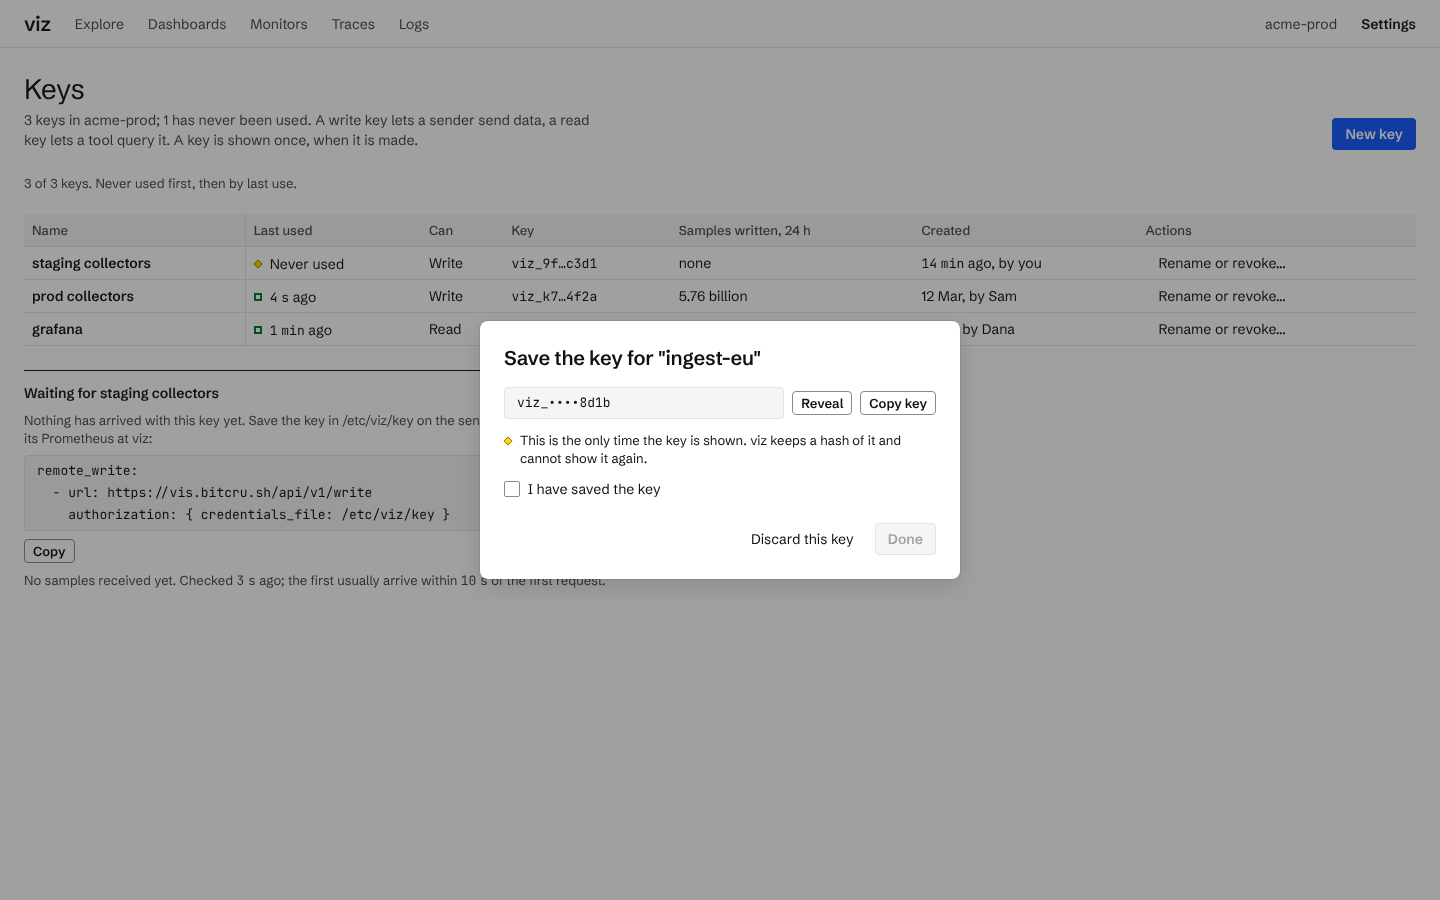 viz Explore Dashboards Monitors Traces Logs acme-prod Settings
Keys
3 keys in acme-prod; 1 has never been used. A write key lets a sender send data, a read
key lets a tool query it. A key is shown once, when it is made.
New key
3 of 3 keys. Never used first, then by last use.
Name Last used Can Key Samples written, 24 h Created Actions
staging collectors Never used Write viz_9f…c3d1 none 14 min ago, by you Rename or revoke…
prod collectors 4 s ago Write viz_k7…4f2a 5.76 billion 12 Mar, by Sam Rename or revoke…
grafana 1 min ago Read by Dana Rename or revoke…
Save the key for "ingest-eu"
viz_••••8d1b Reveal Copy key
This is the only time the key is shown. viz keeps a hash of it and
cannot show it again.
I have saved the key
Discard this key Done
Waiting for staging collectors
Nothing has arrived with this key yet. Save the key in /etc/viz/key on the
its Prometheus at viz:
remote_write:
- url: https://vis.bitcru.sh/api/v1/write
authorization: { credentials_file: /etc/viz/key }
Copy
No samples received yet. Checked 3 s ago; the first usually arrive within 10 s of the first request.